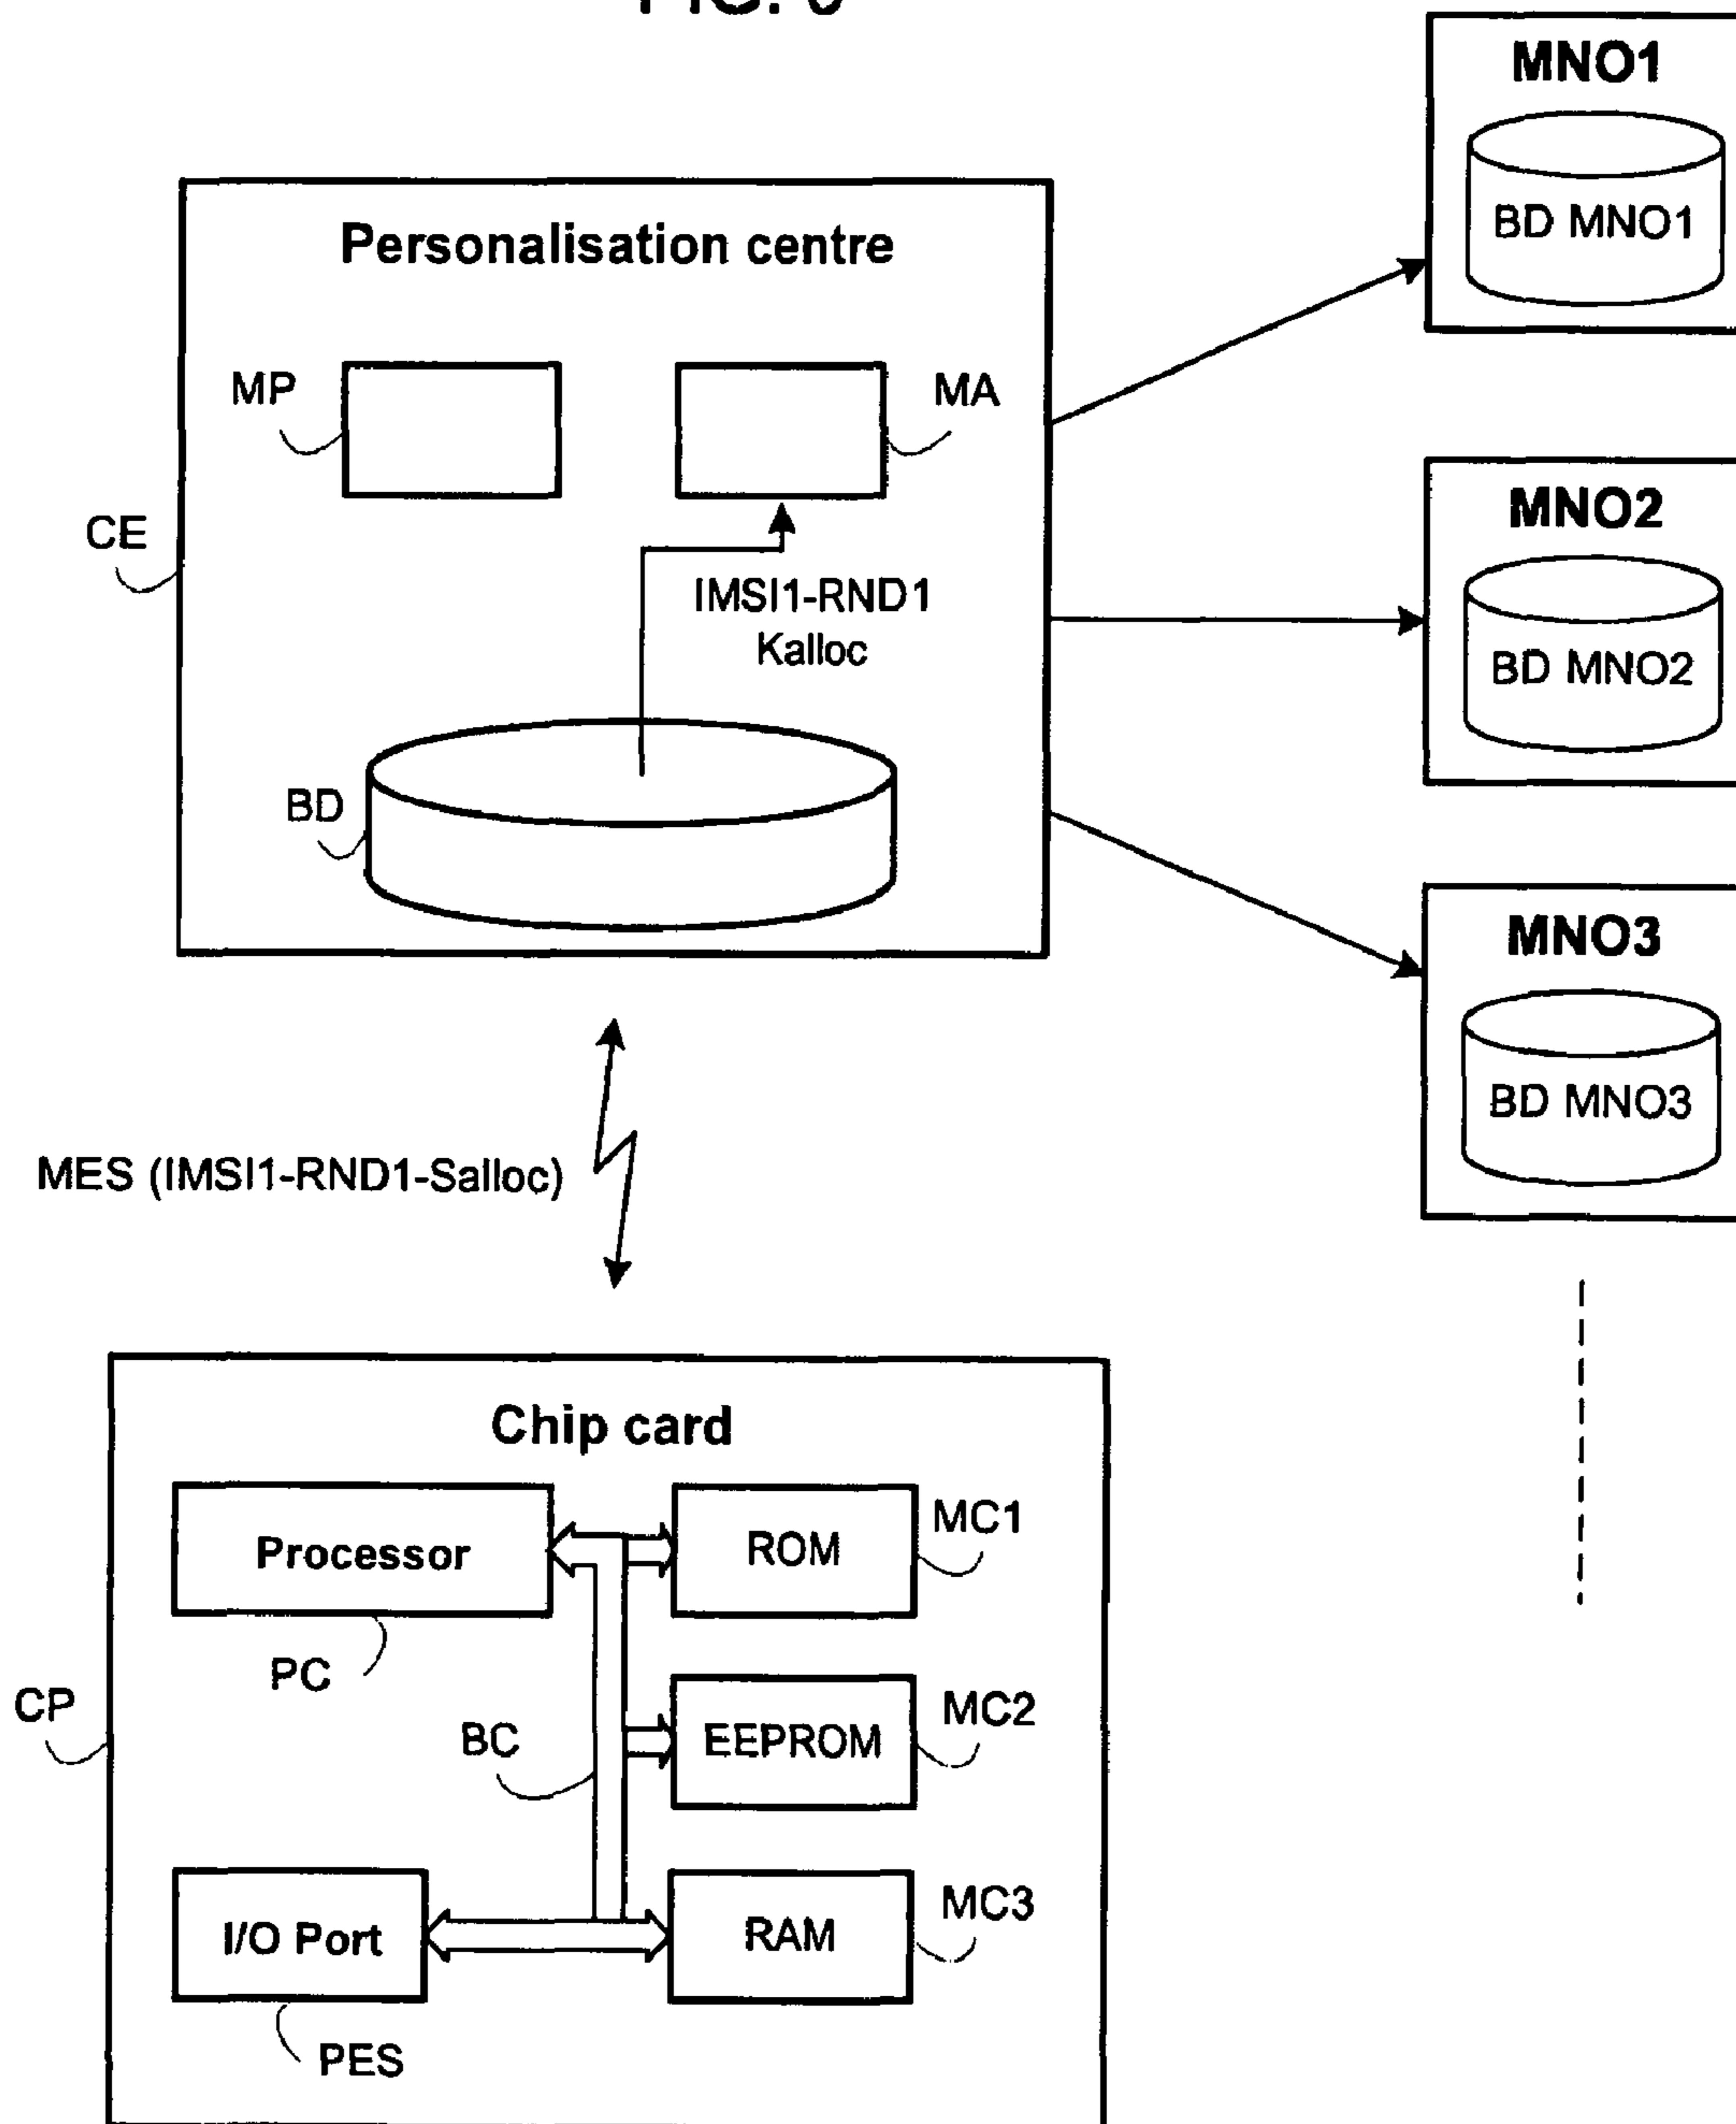 MNO1
BD MNO1
Personalisation centre
MP
MA
CE
IMSI1-RND1
Kalloc
BD
MNO2
BD MNO2
MNO3
BD MNO3
MES (IMSI1-RND1-Salloc)
Chip card
Processor
ROM
MC1
PC
CP
BC
EEPROM
MC2
I/O Port
RAM
MC3
PES